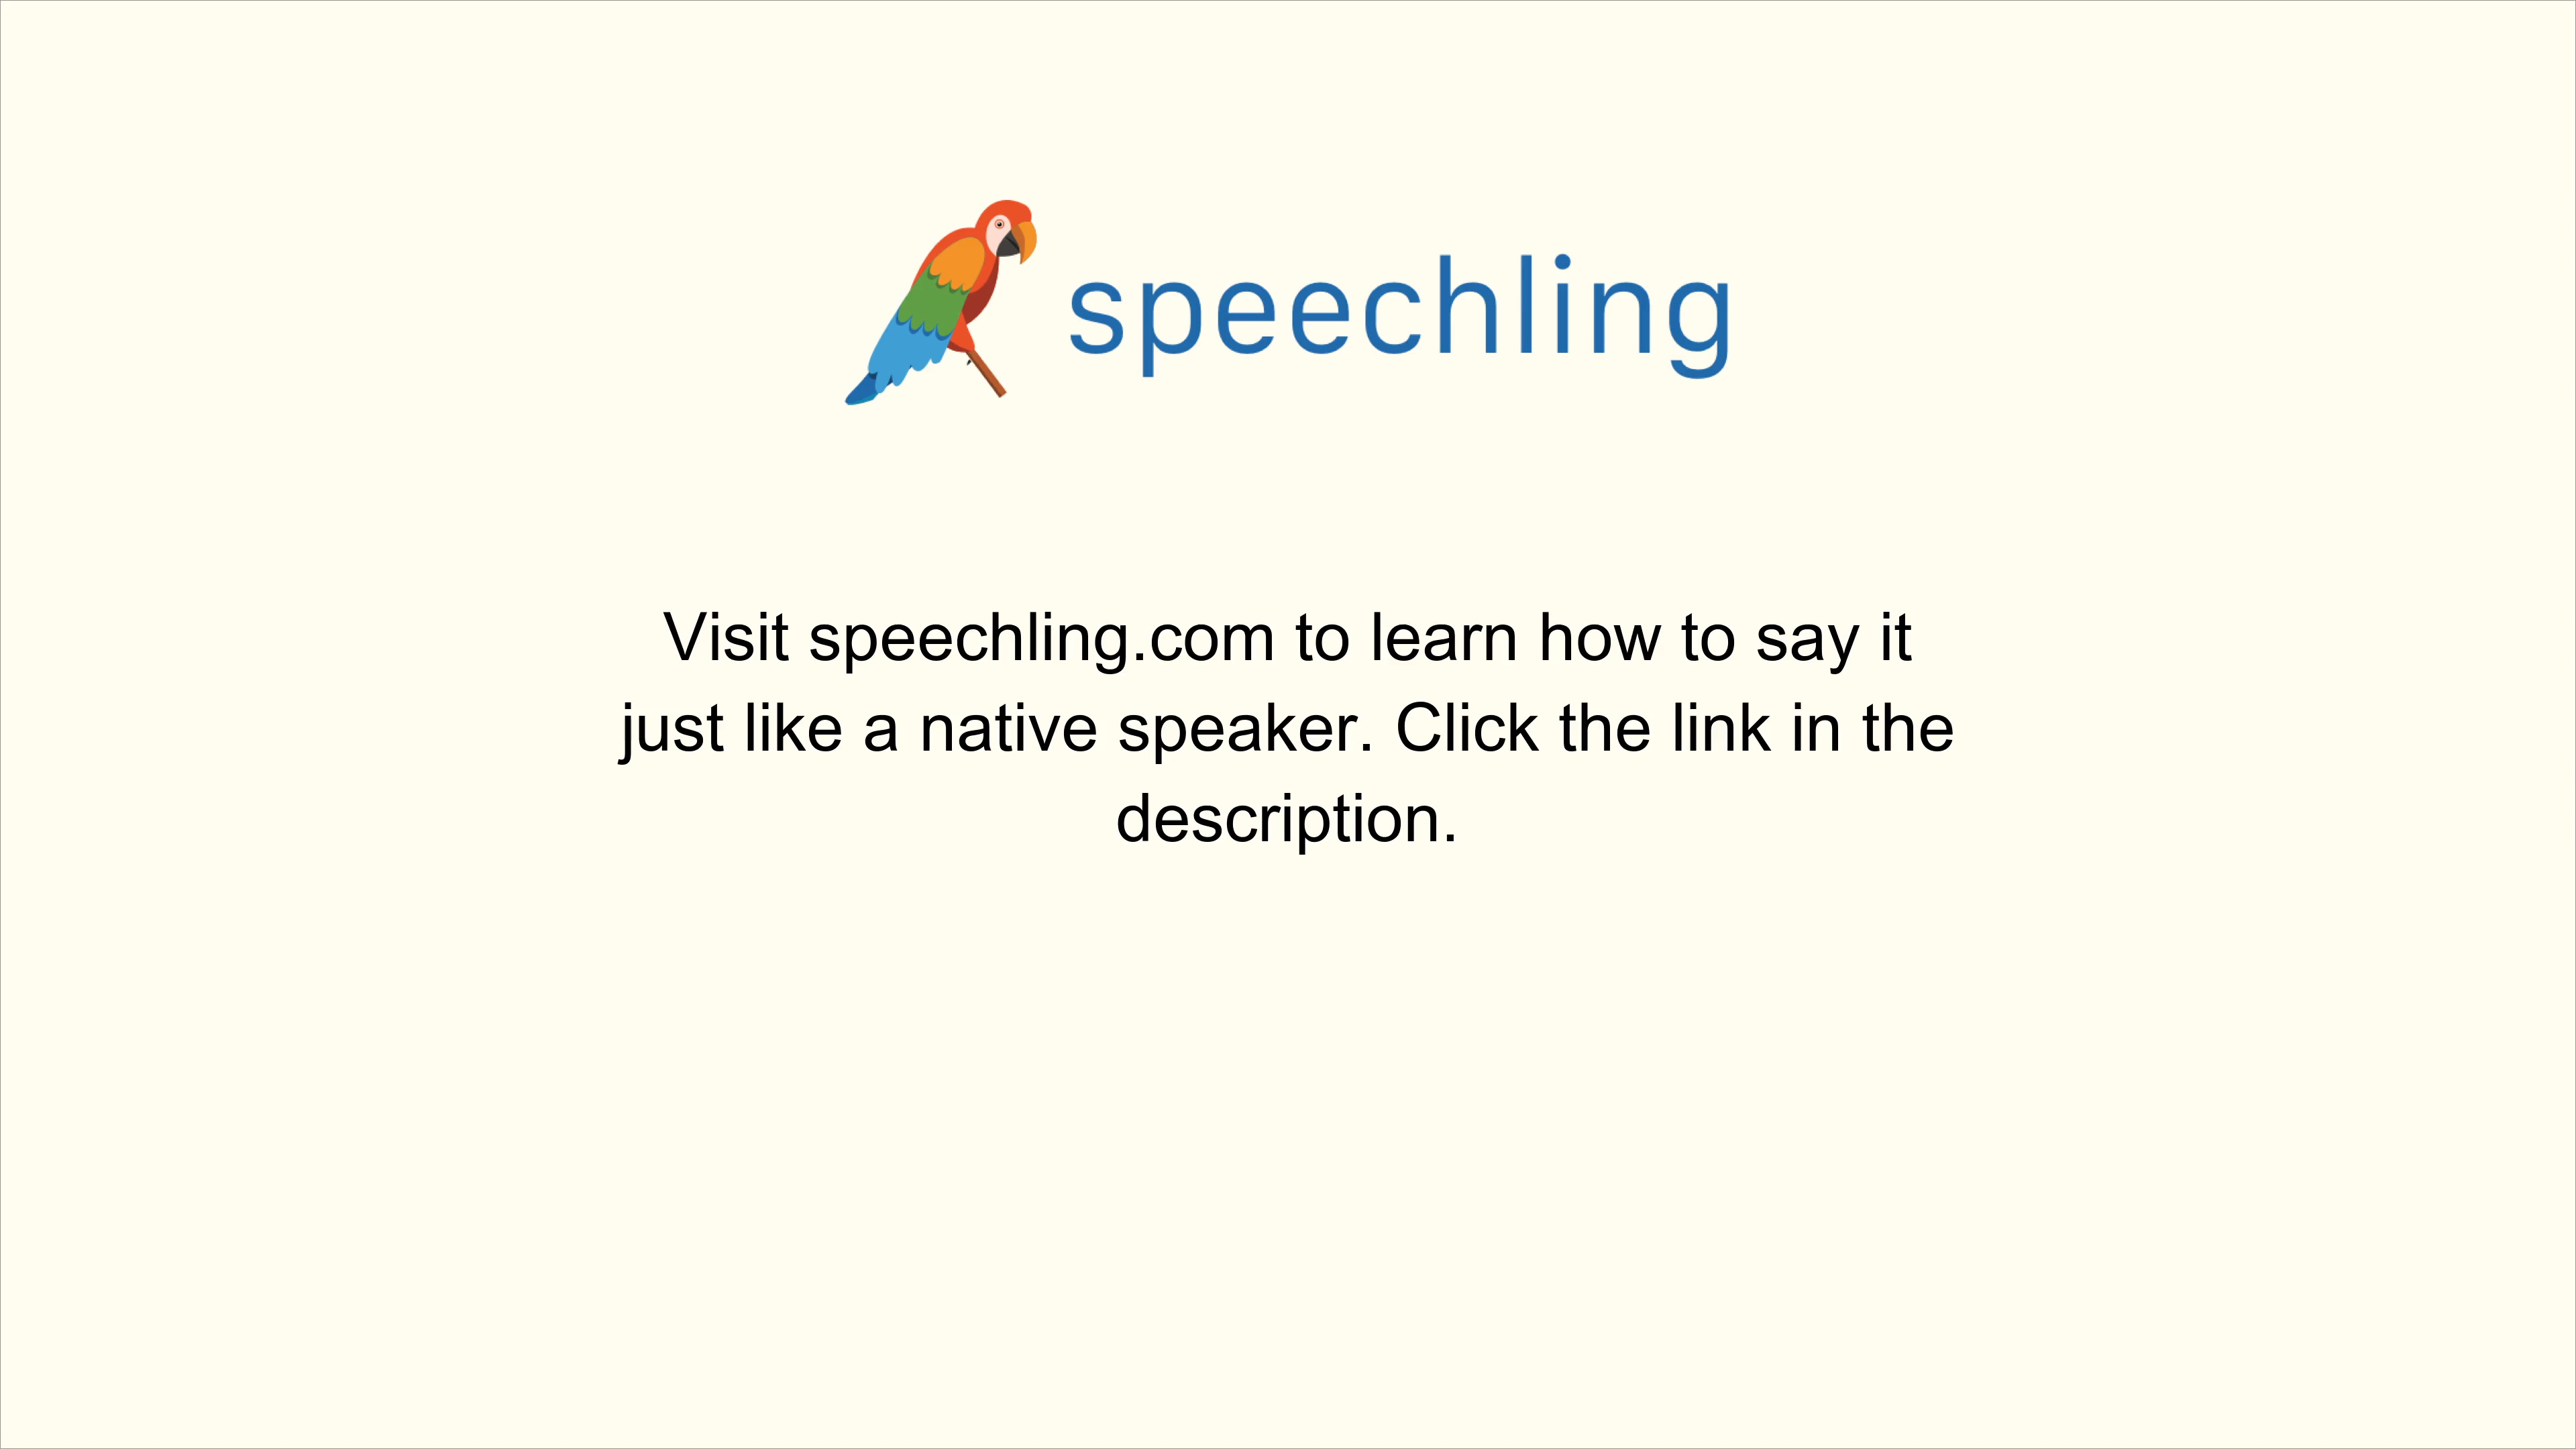 speechling
Visit speechling.com to learn how to say it
just like a native speaker. Click the link in the
description.